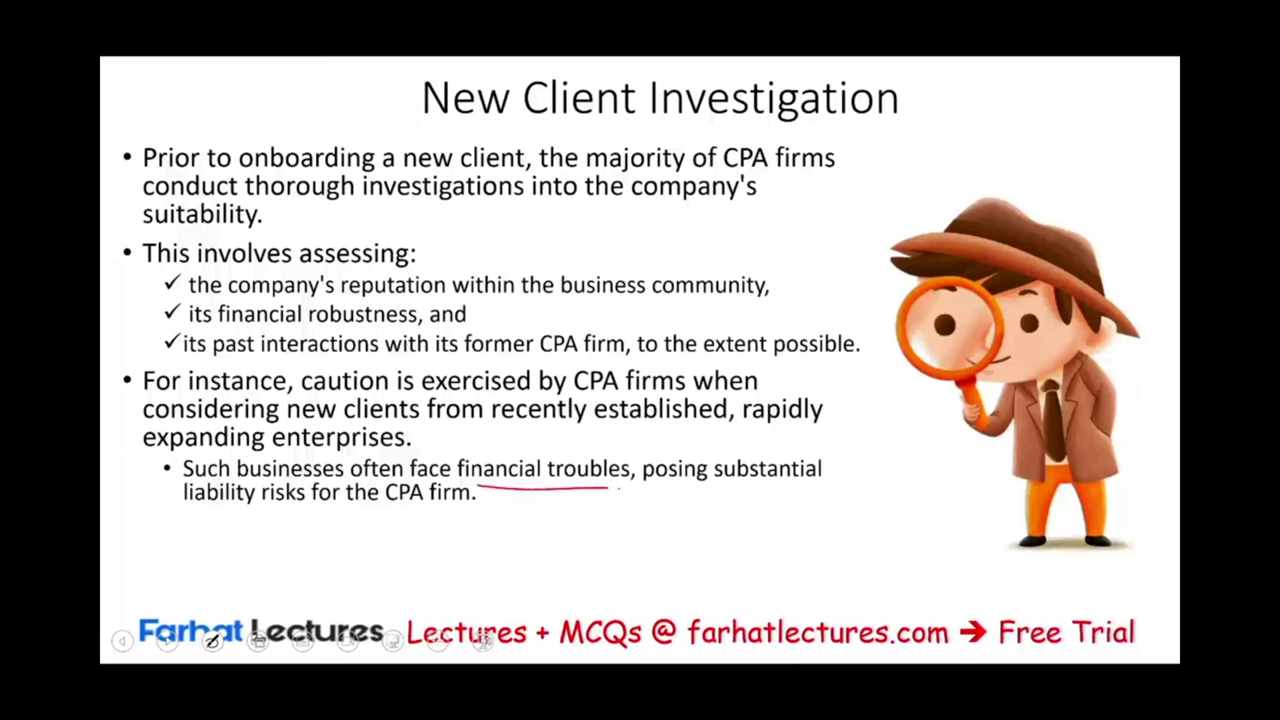 New Client Investigation
• Prior to onboarding a new client, the majority of CPA firms
conduct thorough investigations into the company's
suitability.
• This involves assessing:
✓ the company's reputation within the business community,
✓ its financial robustness, and
✓ its past interactions with its former CPA firm, to the extent possible.
• For instance, caution is exercised by CPA firms when
considering new clients from recently established, rapidly
expanding enterprises.
• Such businesses often face financial troubles, posing substantial
liability risks for the CPA firm.
Farhat Lectures Lectures + MCQs @ farhatlectures.com ➔ Free Trial